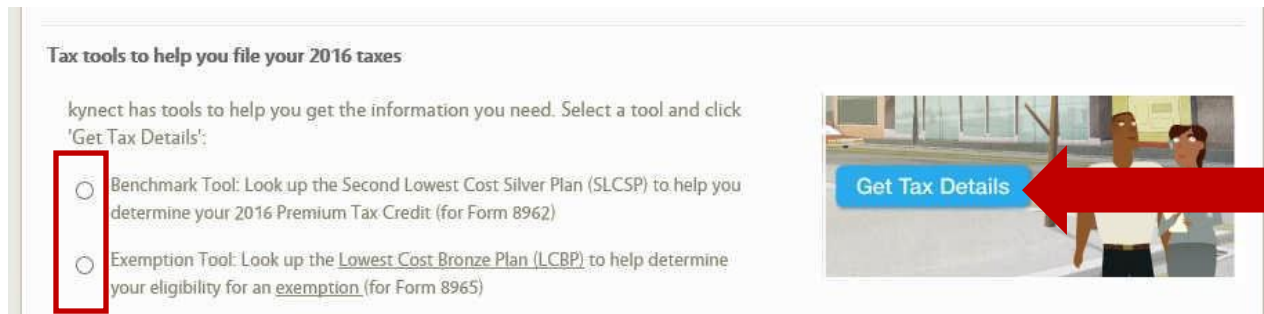 Tax tools to help you file your 2016 taxes
kynect has tools to help you get the information you need. Select a tool and click
'Get Tax Details':
Benchmark Tool: Look up the Second Lowest Cost Silver Plan (SLCSP) to help you
determine your 2016 Premium Tax Credit (for Form 8962)
Exemption Tool: Look up the Lowest Cost Bronze Plan (LCBP) to help determine
your eligibility for an exemption (for Form 8965)
Get Tax Details